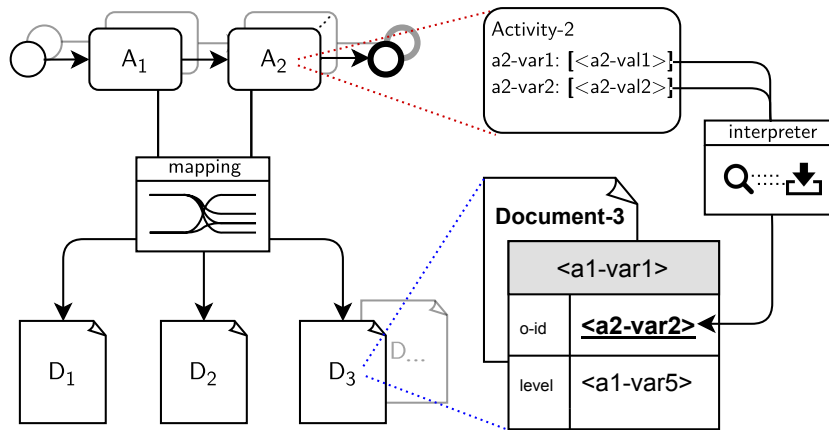 A1
A2
Activity-2
a2-var1: [<a2-val1>]
a2-var2: [<a2-val2>]
interpreter
mapping
Document-3
<a1-var1>
o-id <a2-var2>
level <a1-var5>
D1
D2
D3
D...